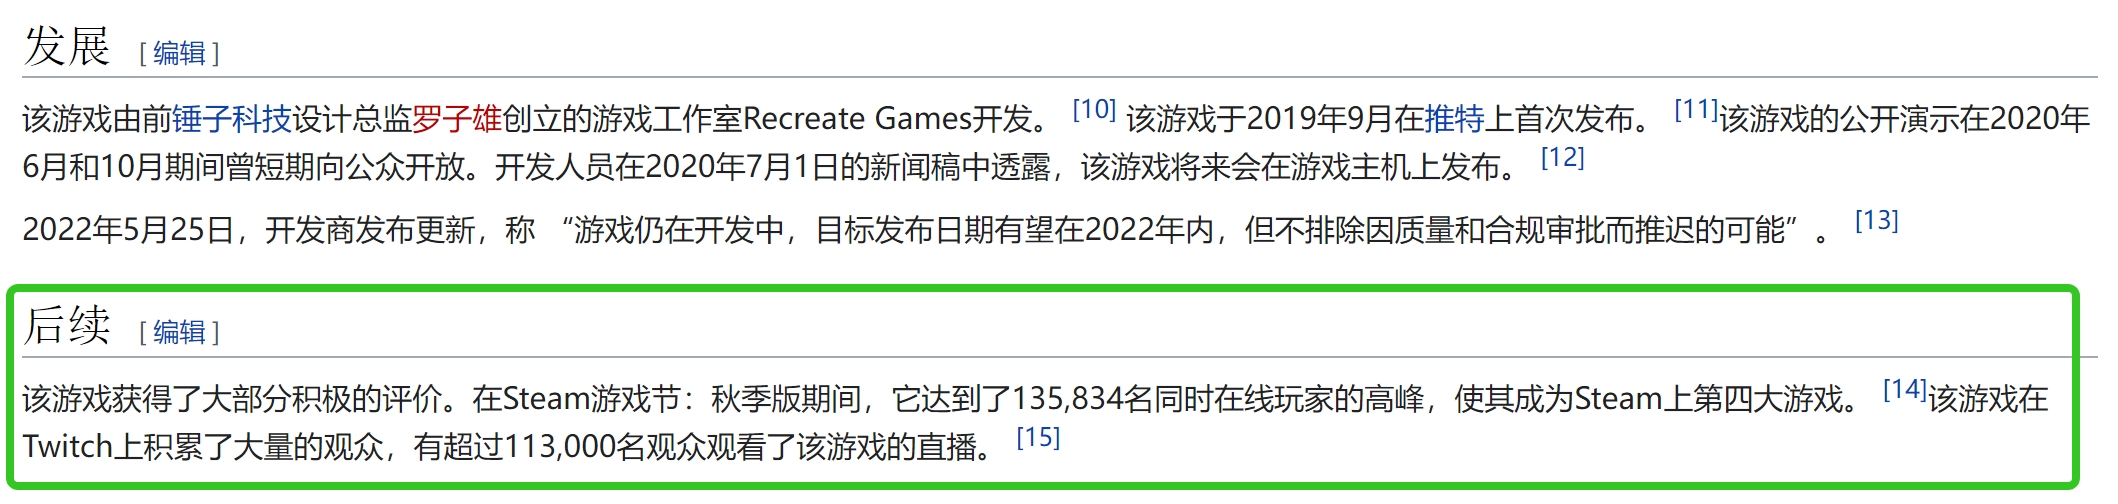 发展 [ 编辑 ]
该游戏由前锤子科技设计总监罗子雄创立的游戏工作室Recreate Games开发。 [10] 该游戏于2019年9月在推特上首次发布。 [11]该游戏的公开演示在2020年
6月和10月期间曾短期向公众开放。开发人员在2020年7月1日的新闻稿中透露，该游戏将来会在游戏主机上发布。 [12]
2022年5月25日，开发商发布更新，称 “游戏仍在开发中，目标发布日期有望在2022年内，但不排除因质量和合规审批而推迟的可能” 。 [13]
后续 [ 编辑 ]
该游戏获得了大部分积极的评价。在Steam游戏节：秋季版期间，它达到了135,834名同时在线玩家的高峰，使其成为Steam上第四大游戏。 [14]该游戏在
Twitch上积累了大量的观众，有超过113,000名观众观看了该游戏的直播。 [15]